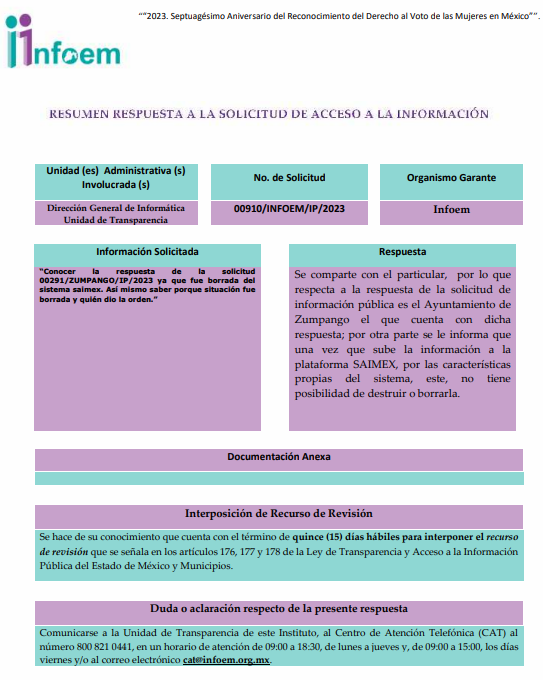 ““2023. Septuagésimo Aniversario del Reconocimiento del Derecho al Voto de las Mujeres en México””.
infoem
RESUMEN RESPUESTA A LA SOLICITUD DE ACCESO A LA INFORMACIÓN
Unidad (es) Administrativa (s)
Involucrada (s)
Dirección General de Informática
Unidad de Transparencia
No. de Solicitud
00910/INFOEM/IP/2023
Organismo Garante
Infoem
Información Solicitada
“Conocer la respuesta de la solicitud
00291/ZUMPANGO/IP/2023 ya que fue borrada del
sistema saimex. Así mismo saber porque situación fue
borrada y quién dio la orden.”
Respuesta
Se comparte con el particular, por lo que
respecta a la respuesta de la solicitud de
información pública es el Ayuntamiento de
Zumpango el que cuenta con dicha
respuesta; por otra parte se le informa que
una vez que sube la información a la
plataforma SAIMEX, por las características
propias del sistema, este, no tiene
posibilidad de destruir o borrarla.
Documentación Anexa
Interposición de Recurso de Revisión
Se hace de su conocimiento que cuenta con el término de quince (15) días hábiles para interponer el recurso
de revisión que se señala en los artículos 176, 177 y 178 de la Ley de Transparencia y Acceso a la Información
Pública del Estado de México y Municipios.
Duda o aclaración respecto de la presente respuesta
Comunicarse a la Unidad de Transparencia de este Instituto, al Centro de Atención Telefónica (CAT) al
número 800 821 0441, en un horario de atención de 09:00 a 18:30, de lunes a jueves y, de 09:00 a 15:00, los días
viernes y/o al correo electrónico cat@infoem.org.mx.